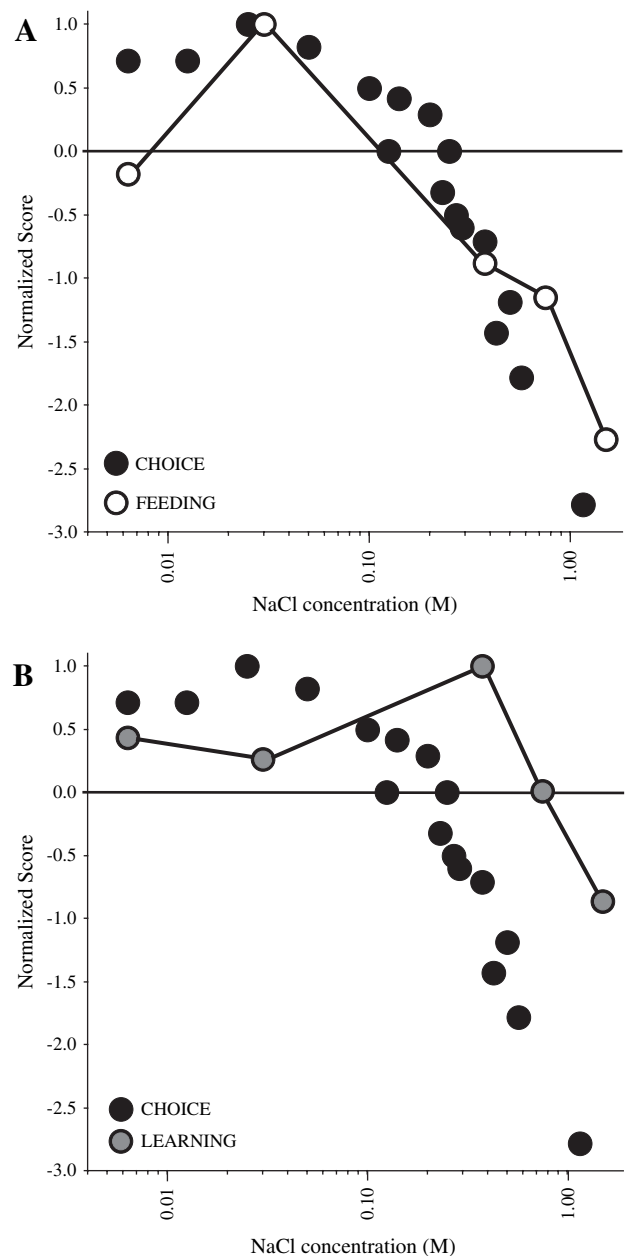 A
1.0
0.5
0.0
-0.5
-1.0
-1.5
-2.0
-2.5
-3.0
Normalized Score
CHOICE
FEEDING
0.01
0.10
1.00
NaCl concentration (M)
B
1.0
0.5
0.0
-0.5
-1.0
-1.5
-2.0
-2.5
-3.0
Normalized Score
CHOICE
LEARNING
0.01
0.10
1.00
NaCl concentration (M)